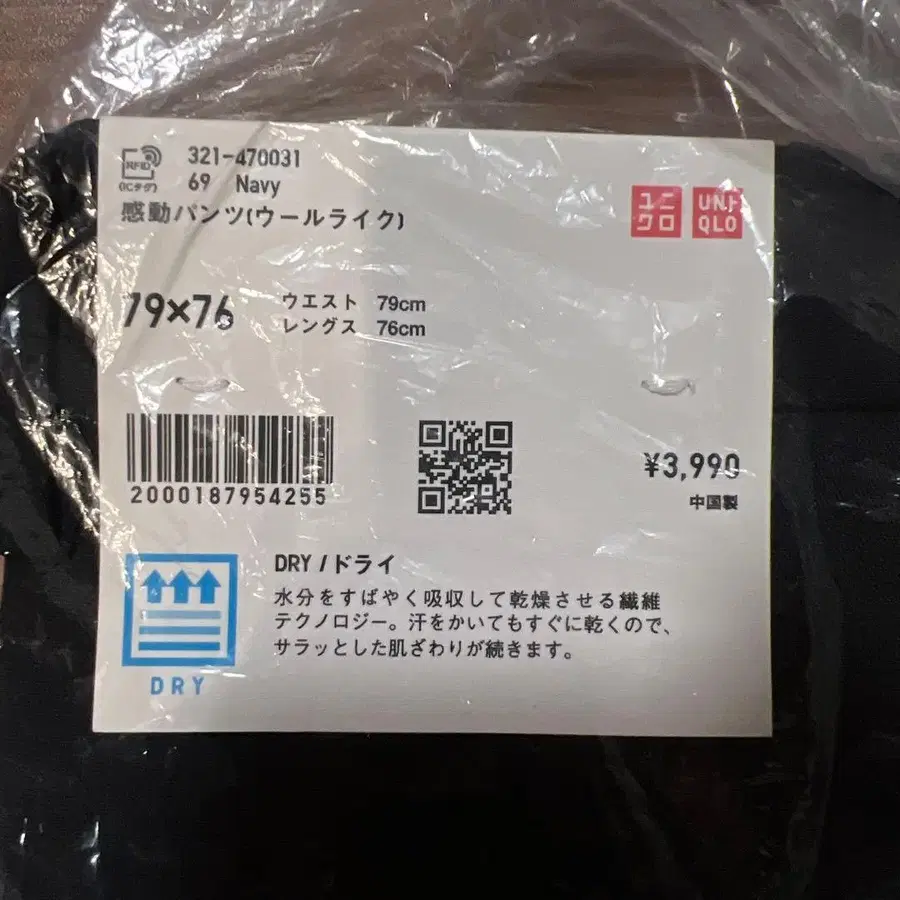 RFID
(ICタグ)
321-470031
69 Navy
感動パンツ(ウールライク)
ユニ
クロ
UNI
QLO
79×76
ウエスト 79cm
レングス 76cm
2000187954255
¥3,990
中国製
DRY
DRY / ドライ
水分をすばやく吸収して乾燥させる繊維
テクノロジー。汗をかいてもすぐに乾くので、
サラッとした肌ざわりが続きます。